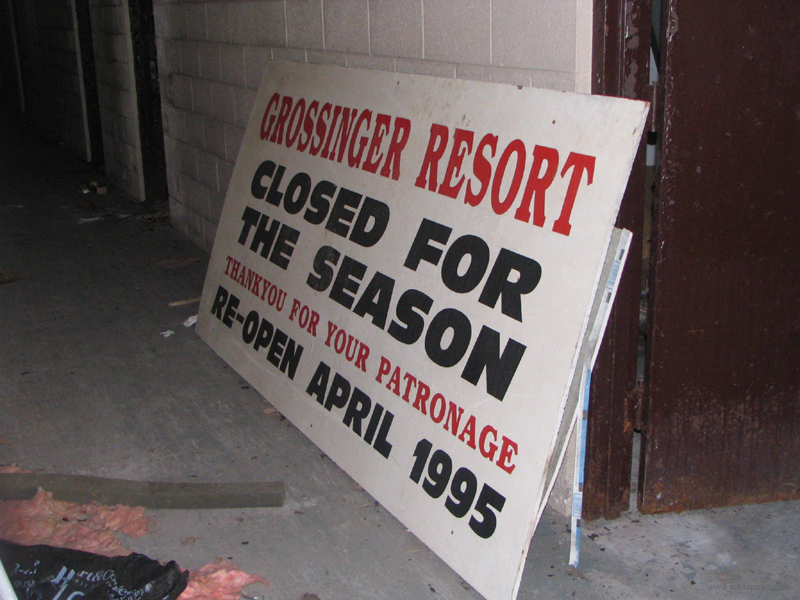 GROSSINGER RESORT
CLOSED FOR
THE SEASON
THANKYOU FOR YOUR PATRONAGE
RE-OPEN APRIL 1995